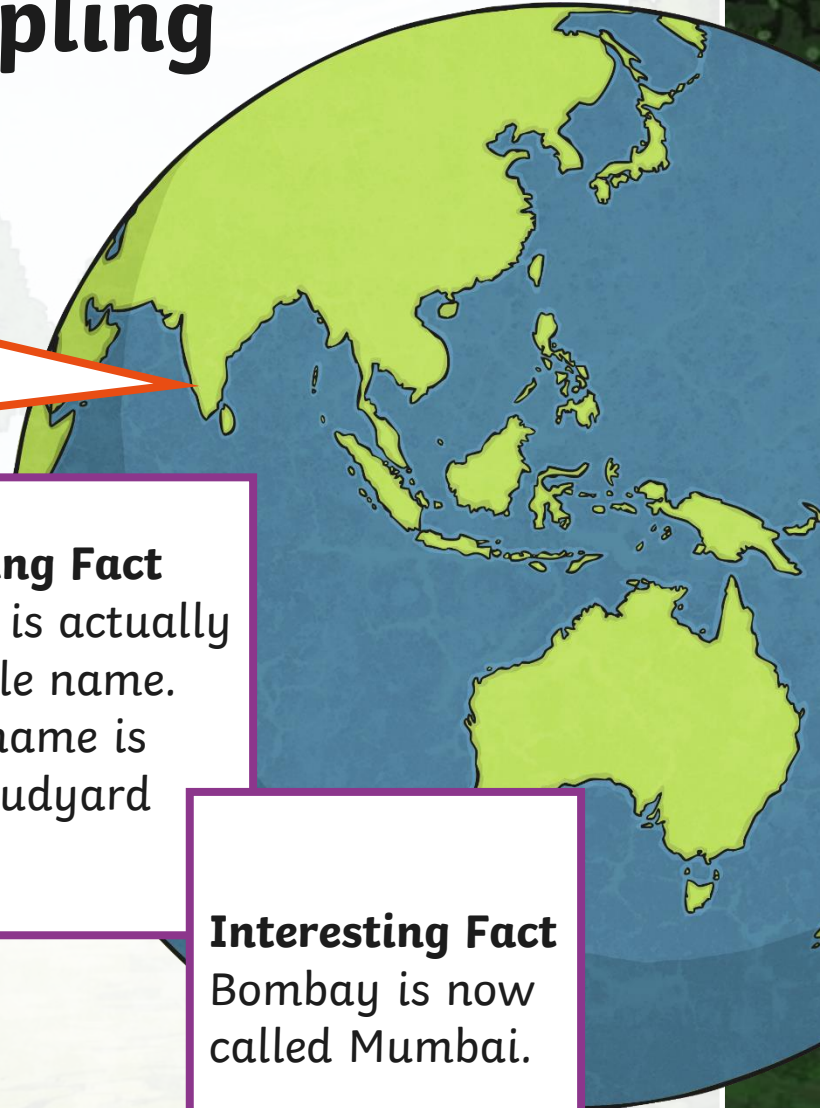 pling
ng Fact
is actually
le name.
name is
udyard
Interesting Fact
Bombay is now
called Mumbai.